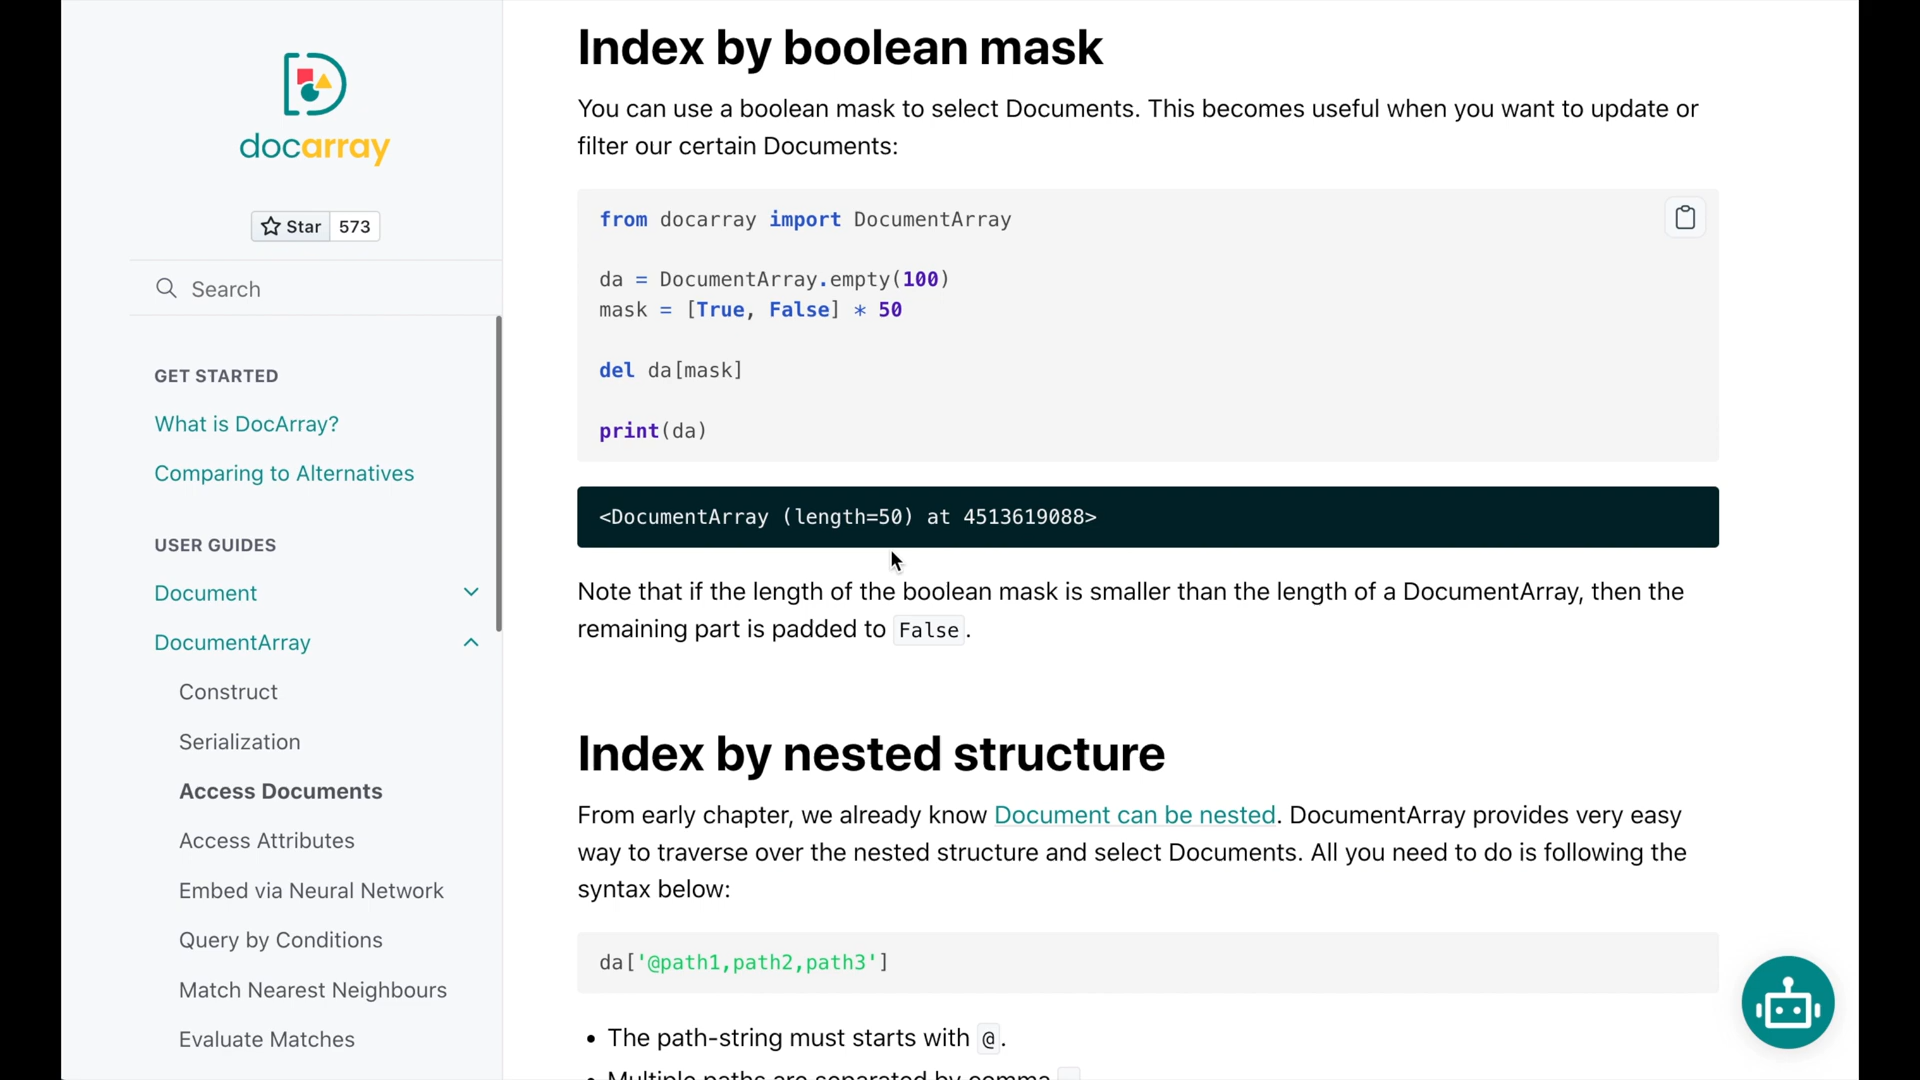 docarray
Star 573
Search
GET STARTED
What is DocArray?
Comparing to Alternatives
USER GUIDES
Document
DocumentArray
Construct
Serialization
Access Documents
Access Attributes
Embed via Neural Network
Query by Conditions
Match Nearest Neighbours
Evaluate Matches
Index by boolean mask
You can use a boolean mask to select Documents. This becomes useful when you want to update or
filter our certain Documents:
from docarray import DocumentArray
da = DocumentArray.empty(100)
mask = [True, False] * 50
del da[mask]
print(da)
<DocumentArray (length=50) at 4513619088>
Note that if the length of the boolean mask is smaller than the length of a DocumentArray, then the
remaining part is padded to False.
Index by nested structure
From early chapter, we already know Document can be nested. DocumentArray provides very easy
way to traverse over the nested structure and select Documents. All you need to do is following the
syntax below:
da['@path1,path2,path3']
• The path-string must starts with @.
• Multiple paths are separated by comma